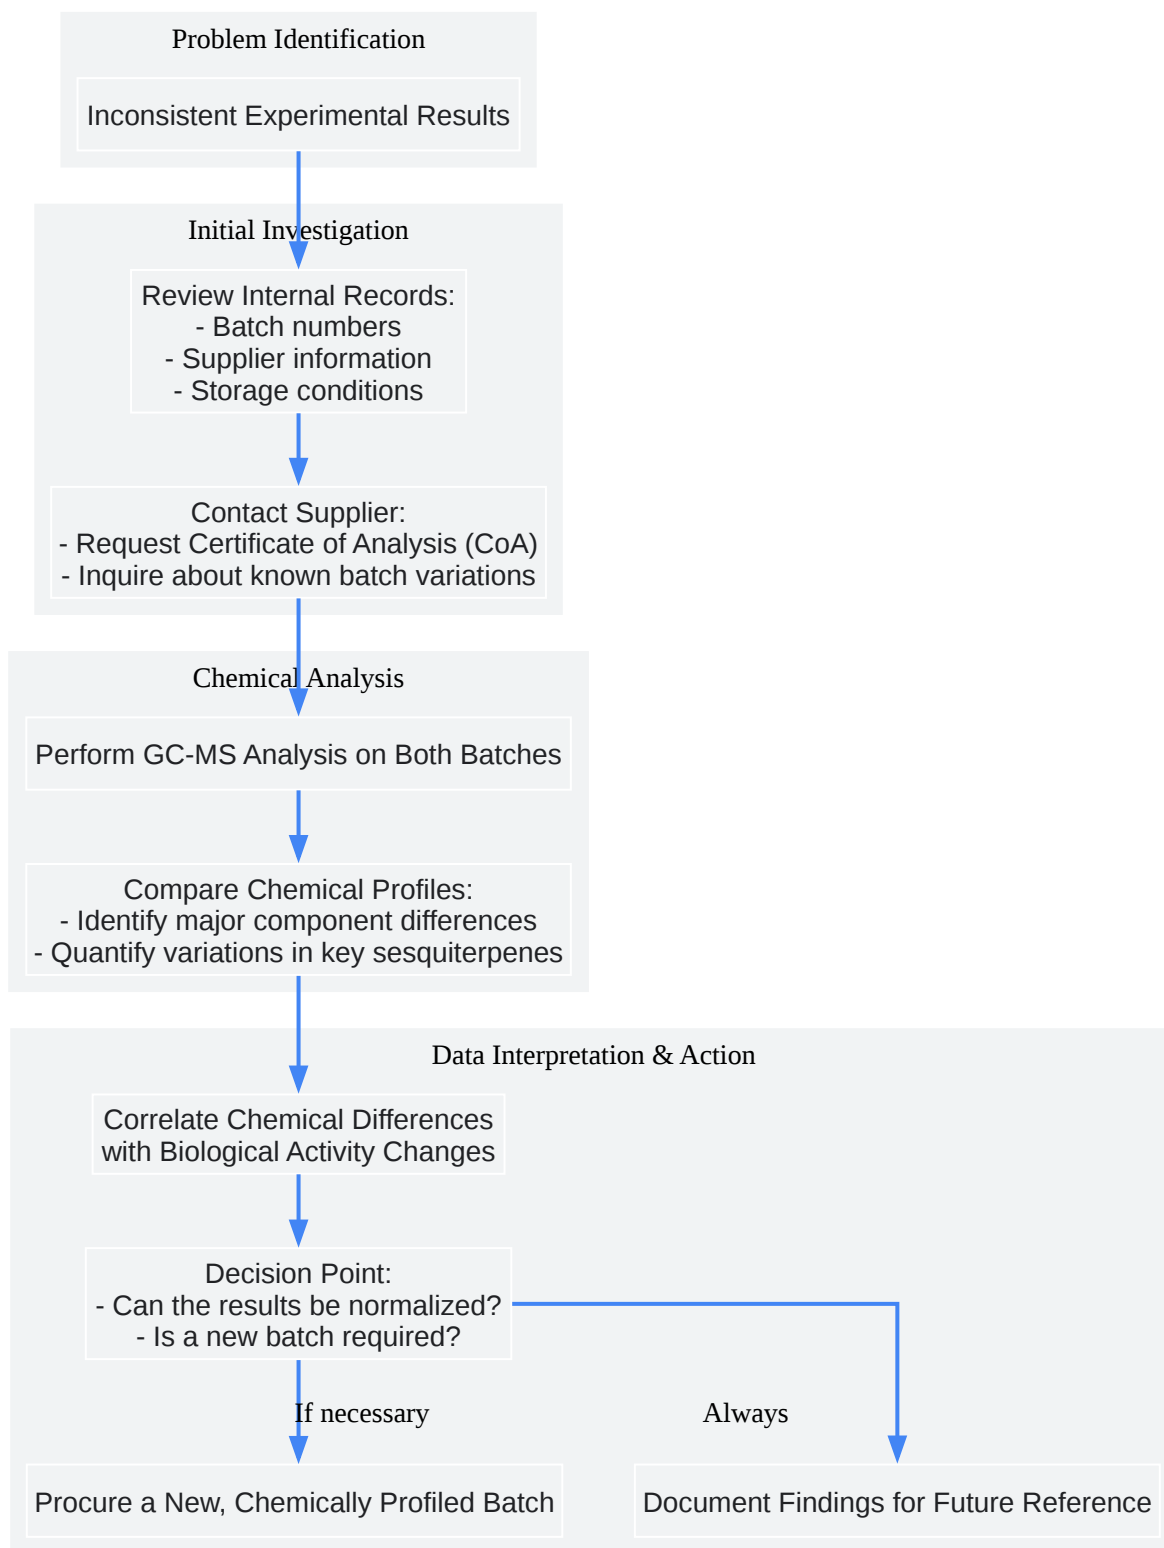 Problem Identification
Inconsistent Experimental Results
Initial Investigation
Review Internal Records:
- Batch numbers
- Supplier information
- Storage conditions
Contact Supplier:
- Request Certificate of Analysis (CoA)
- Inquire about known batch variations
Chemical Analysis
Perform GC-MS Analysis on Both Batches
Compare Chemical Profiles:
- Identify major component differences
- Quantify variations in key sesquiterpenes
Data Interpretation & Action
Correlate Chemical Differences
with Biological Activity Changes
Decision Point:
- Can the results be normalized?
- Is a new batch required?
If necessary
Always
Procure a New, Chemically Profiled Batch
Document Findings for Future Reference